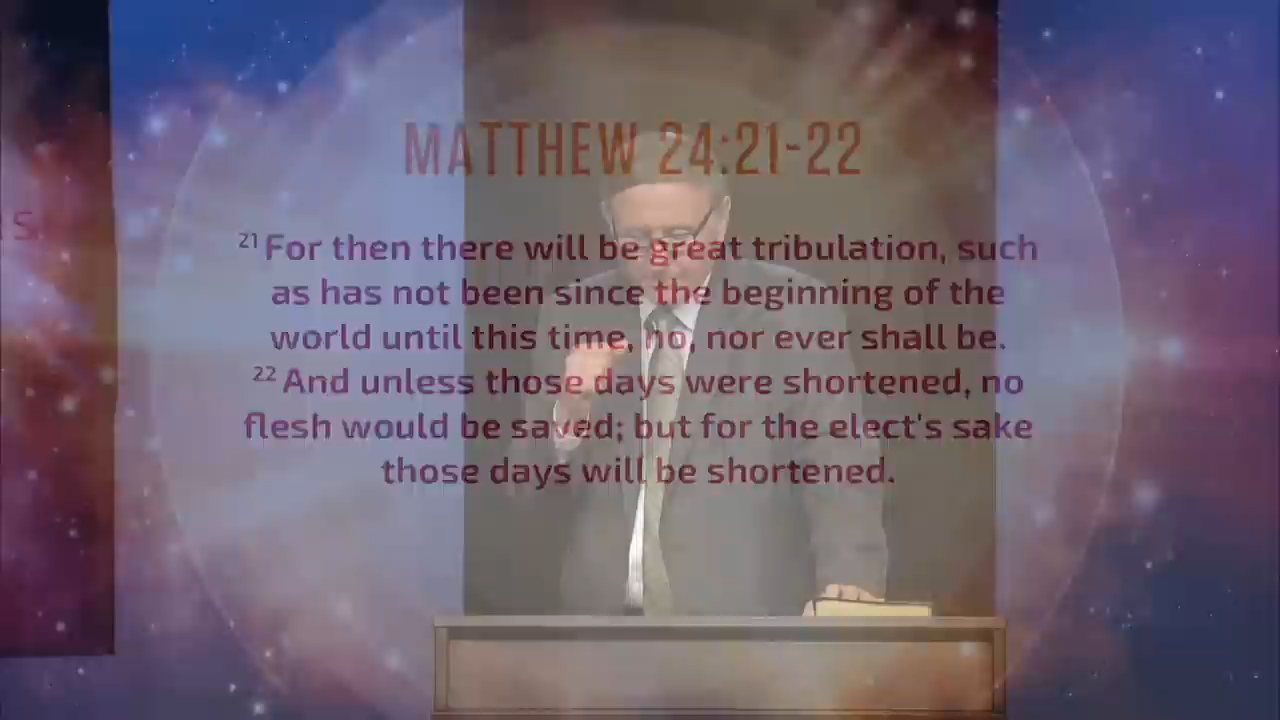 MATTHEW 24:21-22
21 For then there will be great tribulation, such
as has not been since the beginning of the
world until this time, no, nor ever shall be.
22 And unless those days were shortened, no
flesh would be saved; but for the elect's sake
those days will be shortened.